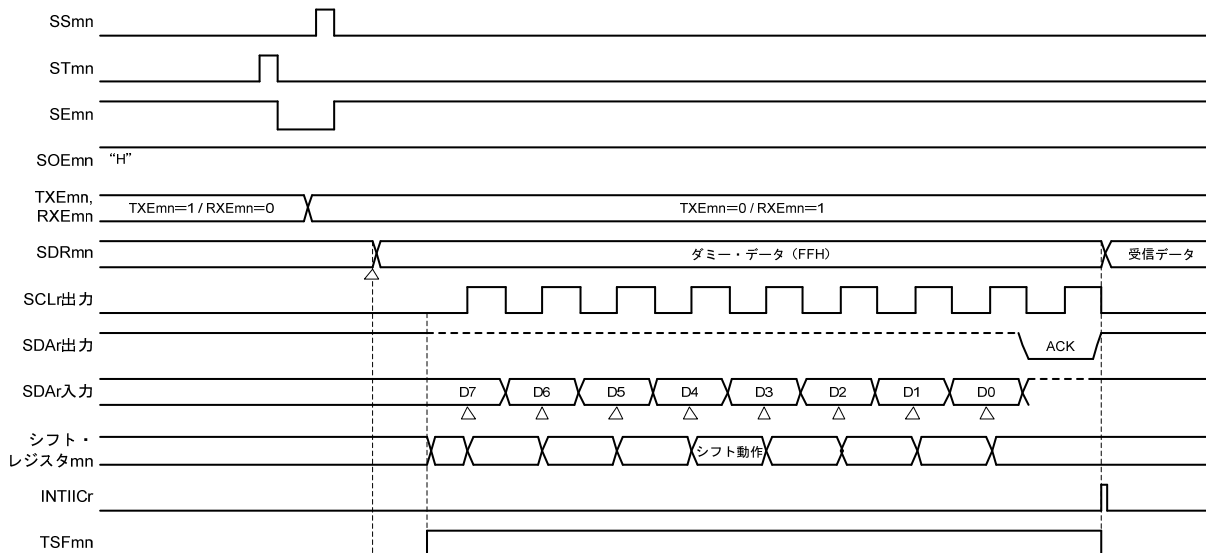 SSmn
STmn
SEmn
SOEmn “H”
TXEmn,
RXEmn
TXEmn＝1 / RXEmn＝0 TXEmn＝0 / RXEmn＝1
SDRmn ダミー・データ（FFH） 受信データ
SCLr出力
SDAr出力 ACK
SDAr入力 D7 D6 D5 D4 D3 D2 D1 D0
シフト・
レジスタmn シフト動作
INTIICr
TSFmn